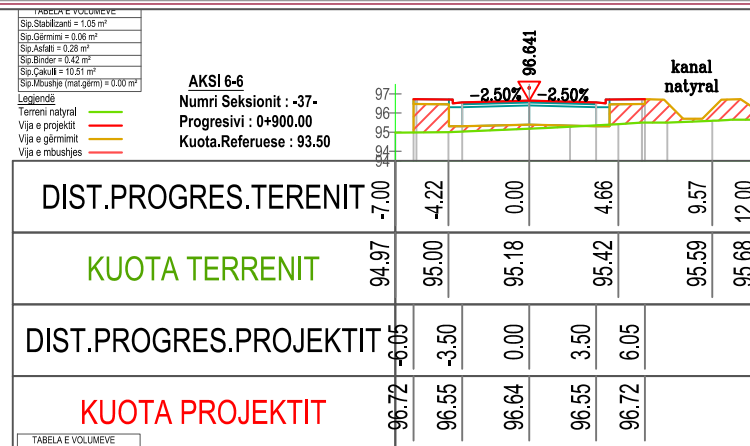 TABELA E VOLUMEVE
Sip.Stabilizanti = 1.05 m²
Sip.Gërmimi = 0.06 m²
Sip.Asfalti = 0.28 m²
Sip.Binder = 0.42 m²
Sip.Çakulli = 10.51 m²
Sip.Mbushje (mat.gërm) = 0.00 m²
Legjendë
Terreni natyral
Vija e projektit
Vija e gërmimit
Vija e mbushjes
AKSI 6-6
Numri Seksionit : -37-
Progresivi : 0+900.00
Kuota.Referuese : 93.50
96.641
-2.50% -2.50%
kanal
natyral
97
96
95
94
94
DIST.PROGRES.TERENIT -7.00 -4.22 0.00 4.66 9.57 12.00
KUOTA TERRENIT 94.97 95.00 95.18 95.42 95.59 95.68
DIST.PROGRES.PROJEKTIT -6.05 -3.50 0.00 3.50 6.05
KUOTA PROJEKTIT 96.72 96.55 96.64 96.55 96.72
TABELA E VOLUMEVE